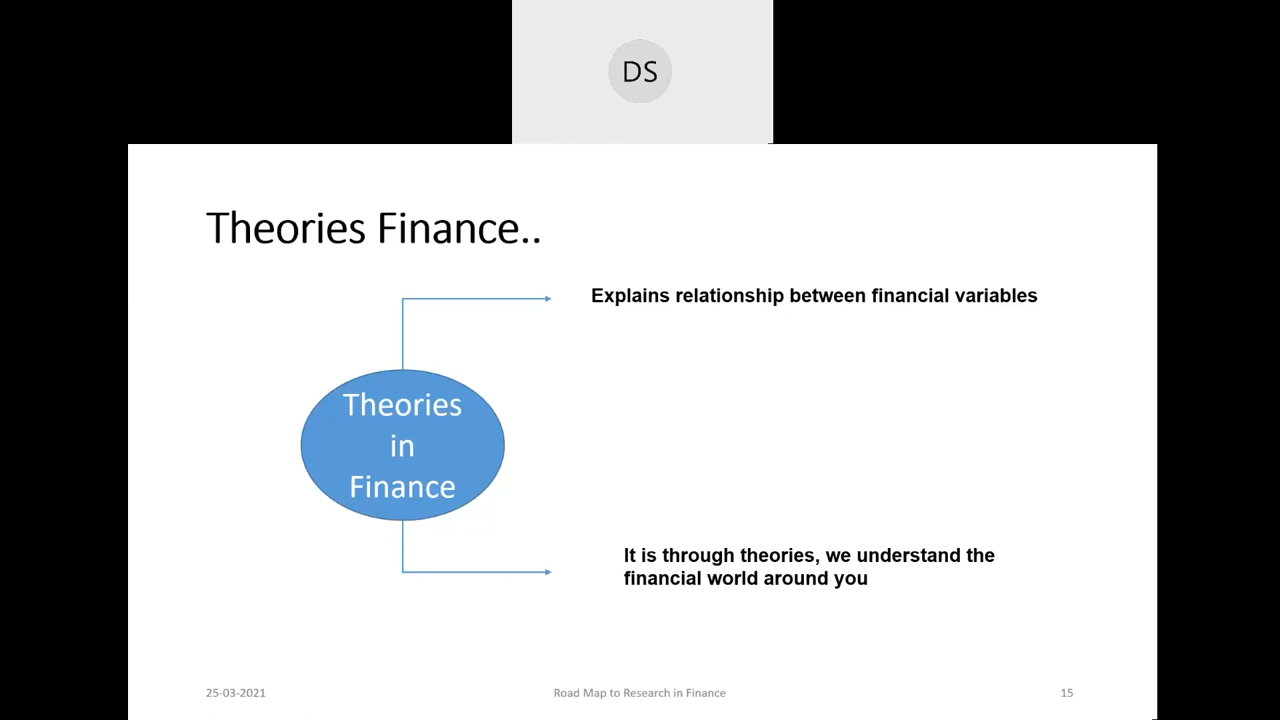 DS
Theories Finance..
Explains relationship between financial variables
Theories
in
Finance
It is through theories, we understand the
financial world around you
25-03-2021
Road Map to Research in Finance
15